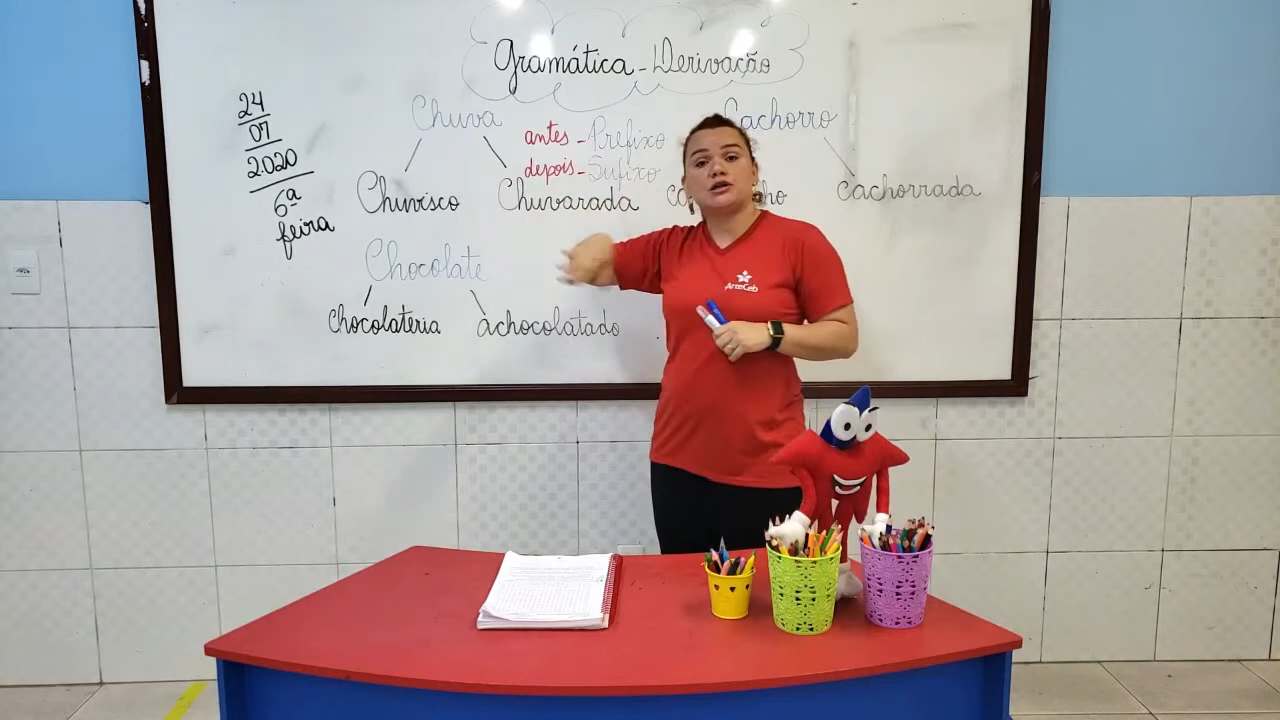 Gramática - Derivação
24
07
2020
6ª
feira
Chuva
antes - Prefixo
depois - Sufixo
Cachorro
Chuvisco
Chuvarada
cachorrada
Chocolate
chocolateria
achocolatado
ArteCeb